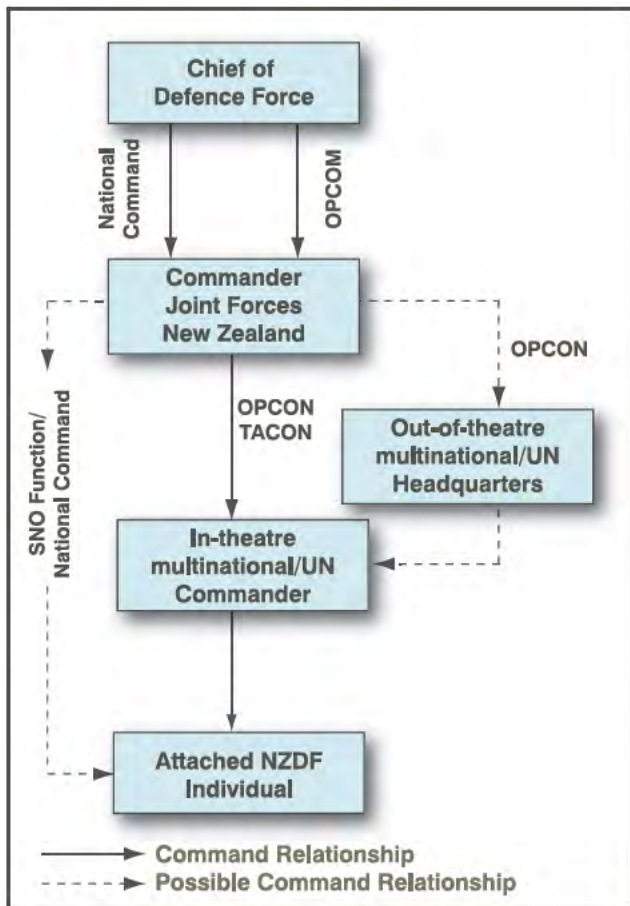 Chief of
Defence Force
National
Command
OPCOM
Commander
Joint Forces
New Zealand
OPCON
OPCON
TACON
Out-of-theatre
multinational/UN
Headquarters
SNO Function/
National Command
In-theatre
multinational/UN
Commander
Attached NZDF
Individual
Command Relationship
Possible Command Relationship